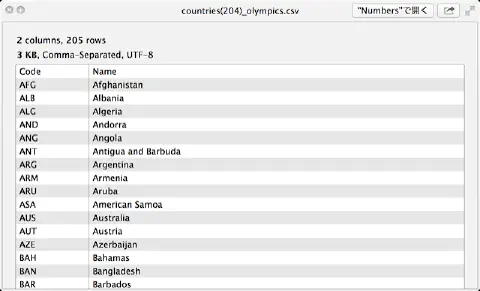 countries(204)_olympics.csv
"Numbers"で開く
2 columns, 205 rows
3 KB, Comma-Separated, UTF-8
Code Name
AFG Afghanistan
ALB Albania
ALG Algeria
AND Andorra
ANG Angola
ANT Antigua and Barbuda
ARG Argentina
ARM Armenia
ARU Aruba
ASA American Samoa
AUS Australia
AUT Austria
AZE Azerbaijan
BAH Bahamas
BAN Bangladesh
BAR Barbados